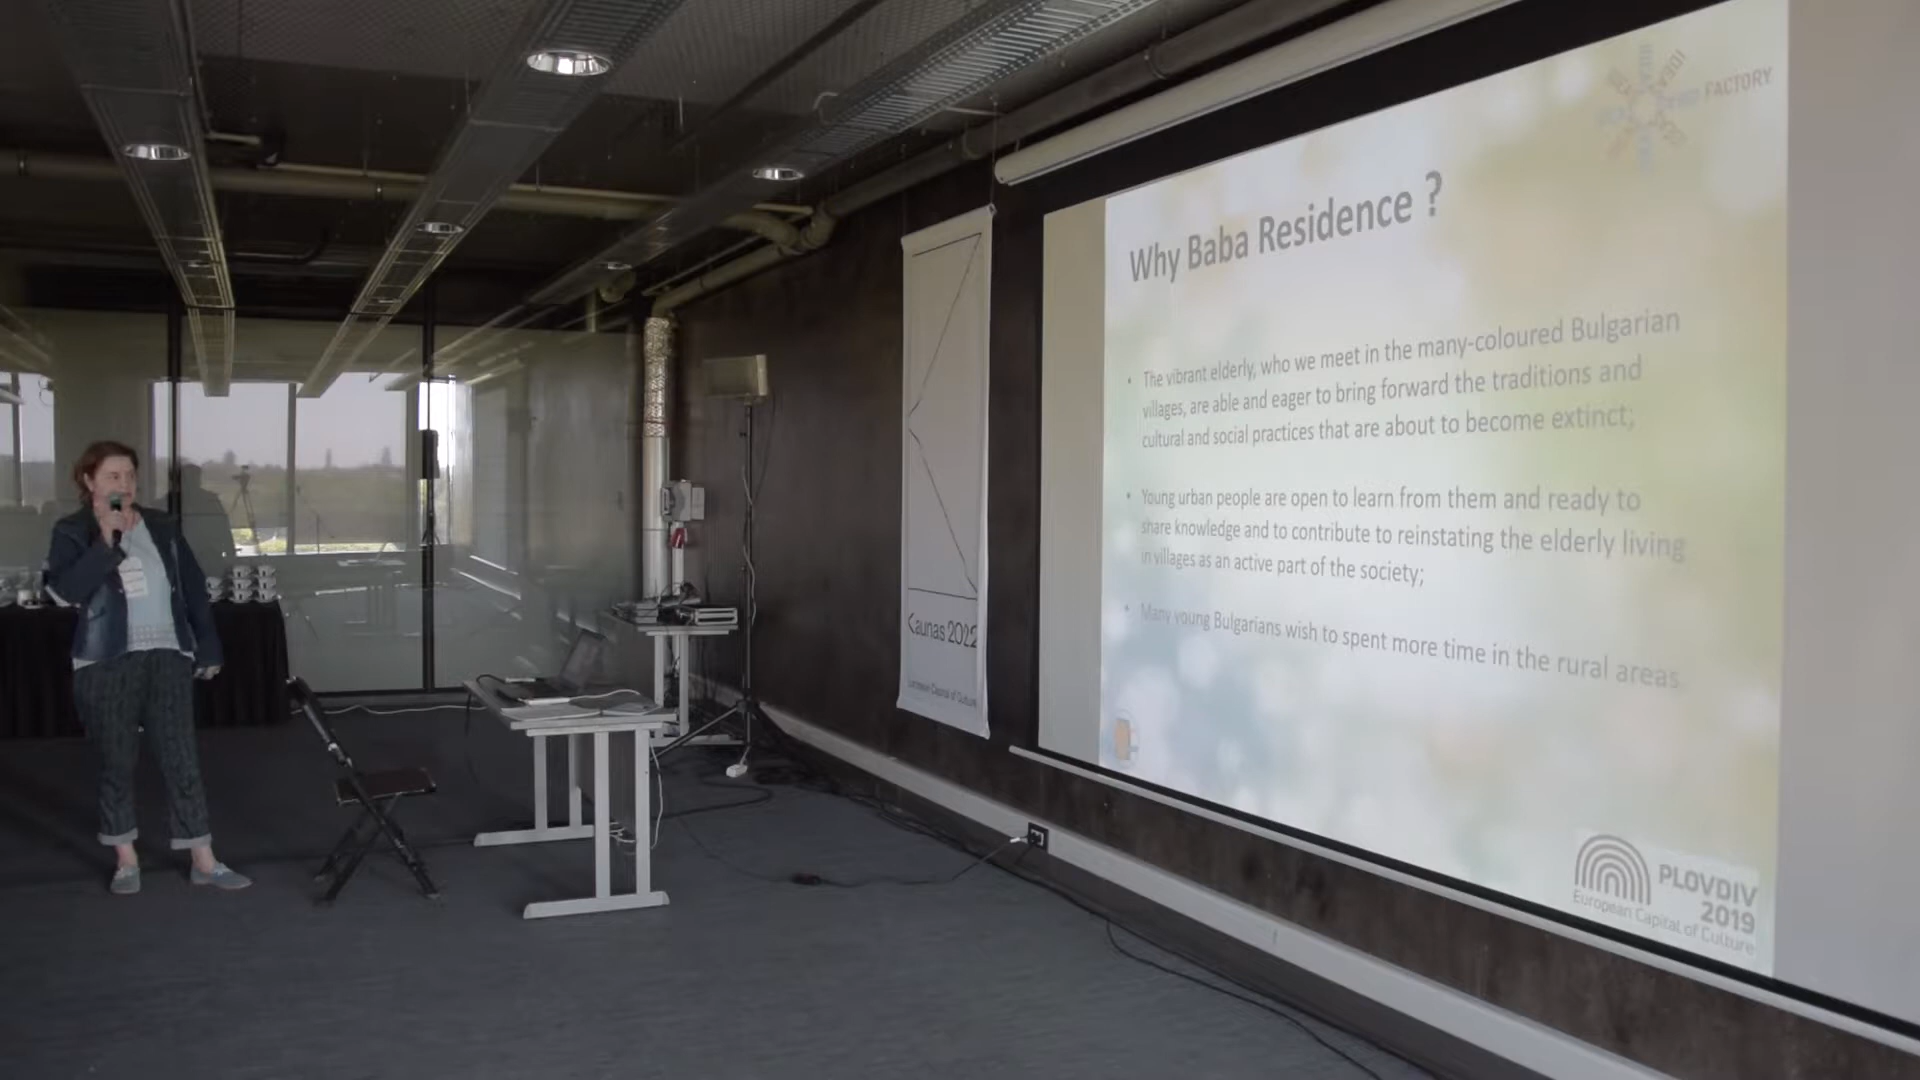 FACTORY
Why Baba Residence ?
• The vibrant elderly, who we meet in the many-coloured Bulgarian
villages, are able and eager to bring forward the traditions and
cultural and social practices that are about to become extinct;
• Young urban people are open to learn from them and ready to
share knowledge and to contribute to reinstating the elderly living
in villages as an active part of the society;
• Many young Bulgarians wish to spent more time in the rural areas
PLOVDIV
2019
European Capital of Culture
Kaunas 2022
European Capital of Culture